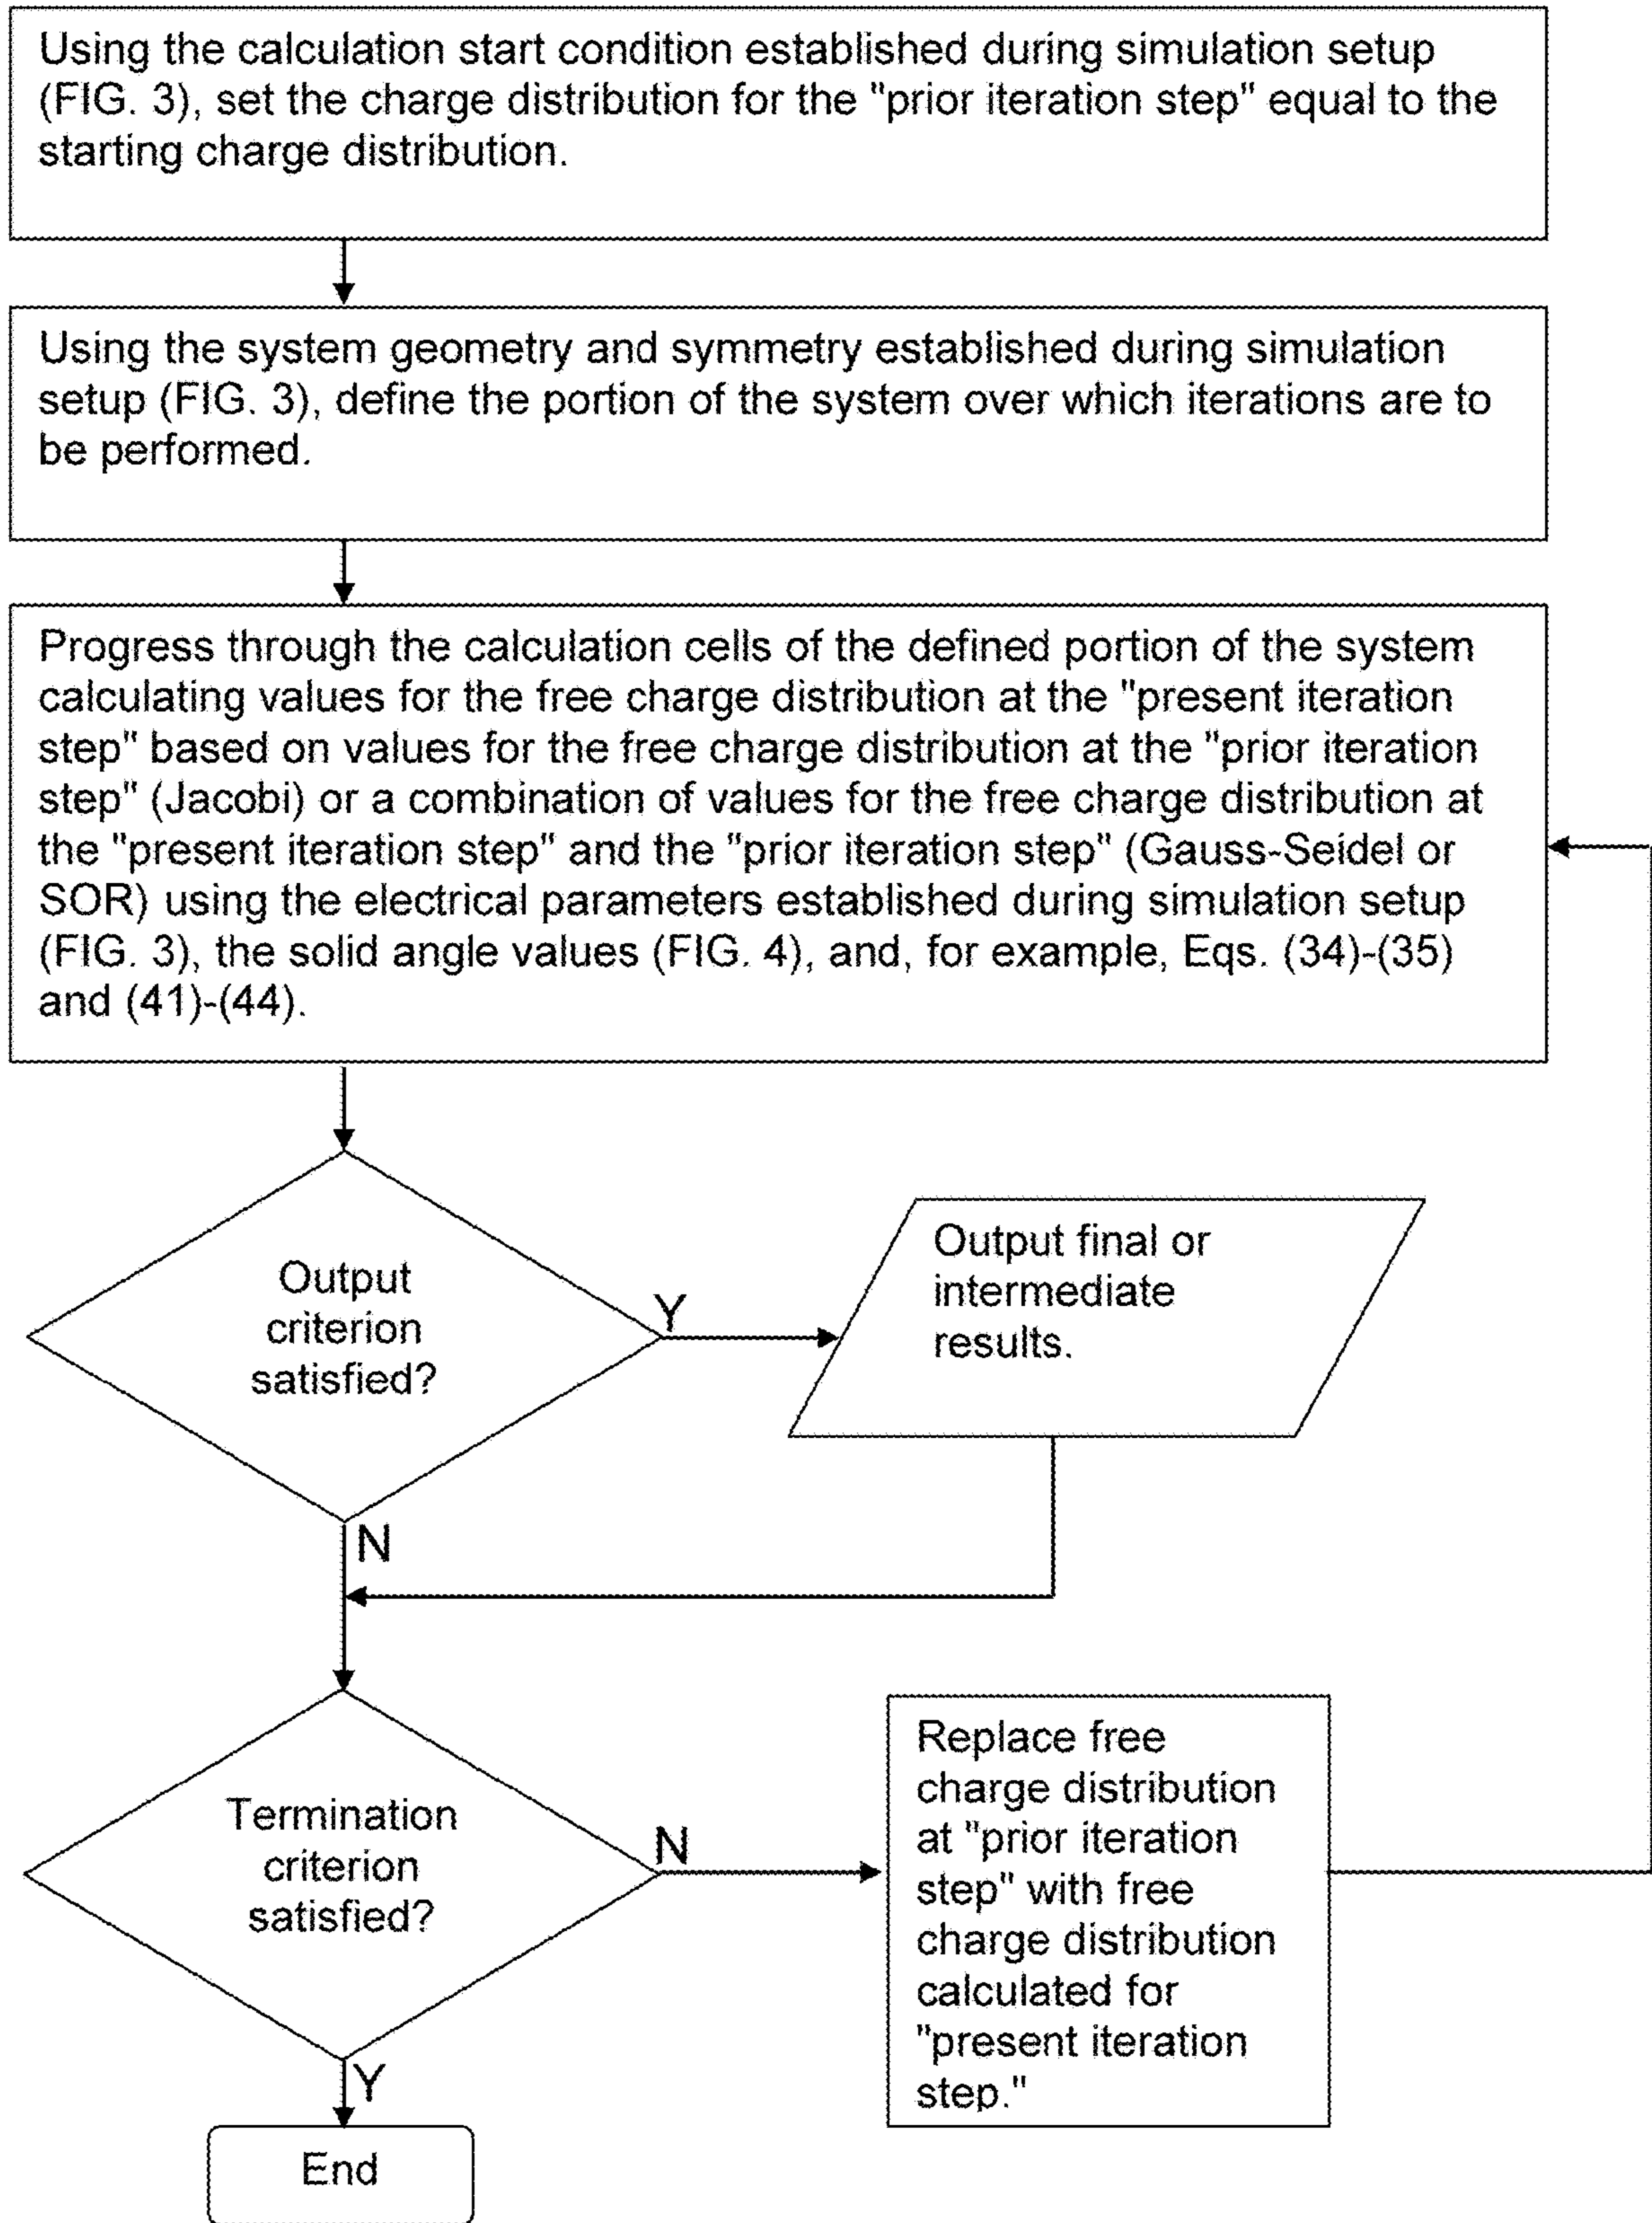 Using the calculation start condition established during simulation setup
(FIG. 3), set the charge distribution for the "prior iteration step" equal to the
starting charge distribution.
Using the system geometry and symmetry established during simulation
setup (FIG. 3), define the portion of the system over which iterations are to
be performed.
Progress through the calculation cells of the defined portion of the system
calculating values for the free charge distribution at the "present iteration
step" based on values for the free charge distribution at the "prior iteration
step" (Jacobi) or a combination of values for the free charge distribution at
the "present iteration step" and the "prior iteration step" (Gauss-Seidel or
SOR) using the electrical parameters established during simulation setup
(FIG. 3), the solid angle values (FIG. 4), and, for example, Eqs. (34)-(35)
and (41)-(44).
Output
criterion
satisfied?
Y
Output final or
intermediate
results.
N
Termination
criterion
satisfied?
N
Replace free
charge distribution
at "prior iteration
step" with free
charge distribution
calculated for
"present iteration
step."
Y
End